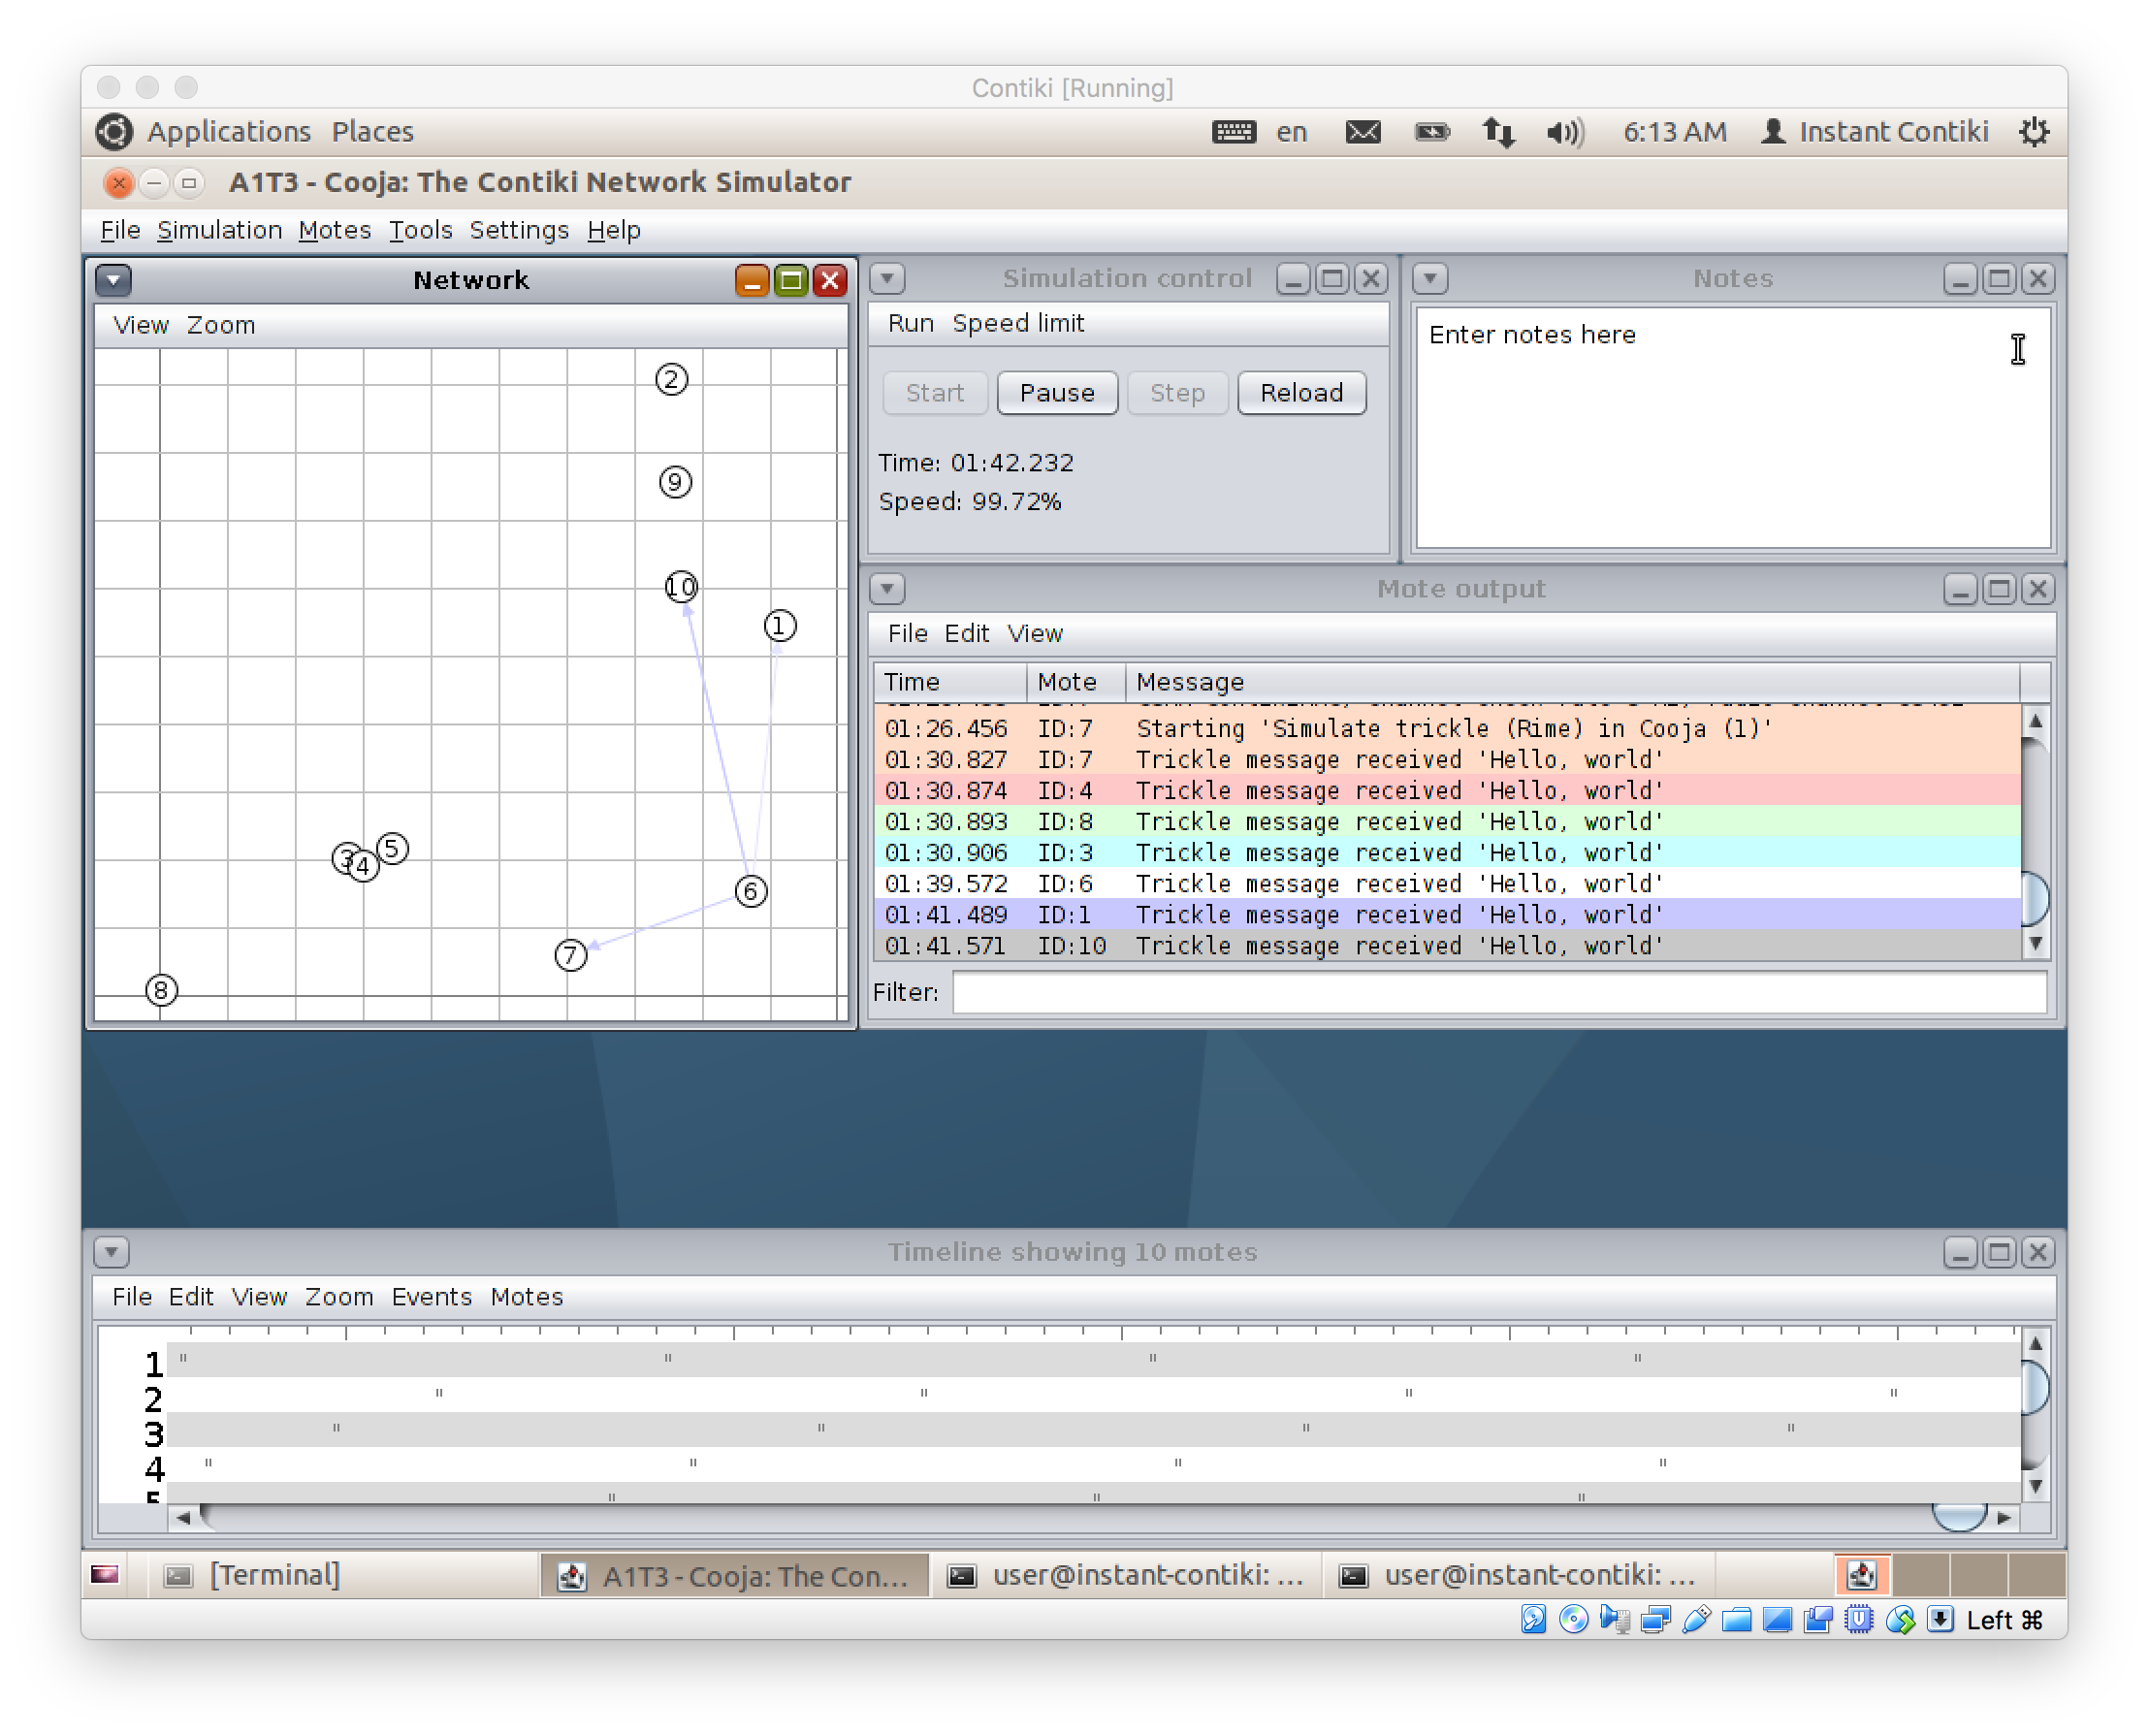 Contiki [Running]
Applications Places en 6:13 AM Instant Contiki
A1T3 - Cooja: The Contiki Network Simulator
File Simulation Motes Tools Settings Help
Network
View Zoom
2
9
10
1
3
4
5
6
7
8
Simulation control
Run Speed limit
Start Pause Step Reload
Time: 01:42.232
Speed: 99.72%
Notes
Enter notes here
Mote output
File Edit View
Time Mote Message
01:26.456 ID:7 Starting 'Simulate trickle (Rime) in Cooja (1)'
01:30.827 ID:7 Trickle message received 'Hello, world'
01:30.874 ID:4 Trickle message received 'Hello, world'
01:30.893 ID:8 Trickle message received 'Hello, world'
01:30.906 ID:3 Trickle message received 'Hello, world'
01:39.572 ID:6 Trickle message received 'Hello, world'
01:41.489 ID:1 Trickle message received 'Hello, world'
01:41.571 ID:10 Trickle message received 'Hello, world'
Filter:
Timeline showing 10 motes
File Edit View Zoom Events Motes
1
2
3
4
5
[Terminal] A1T3 - Cooja: The Con... user@instant-contiki: ... user@instant-contiki: ...
Left ⌘